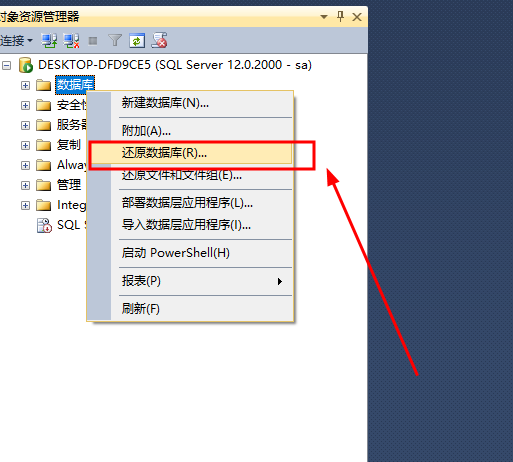 对象资源管理器
连接
DESKTOP-DFD9CE5 (SQL Server 12.0.2000 - sa)
数据库
安全性
服务器
复制
Alway
管理
Integ
SQL S
新建数据库(N)...
附加(A)...
还原数据库(R)...
还原文件和文件组(E)...
部署数据层应用程序(L)...
导入数据层应用程序(I)...
启动 PowerShell(H)
报表(P)
刷新(F)